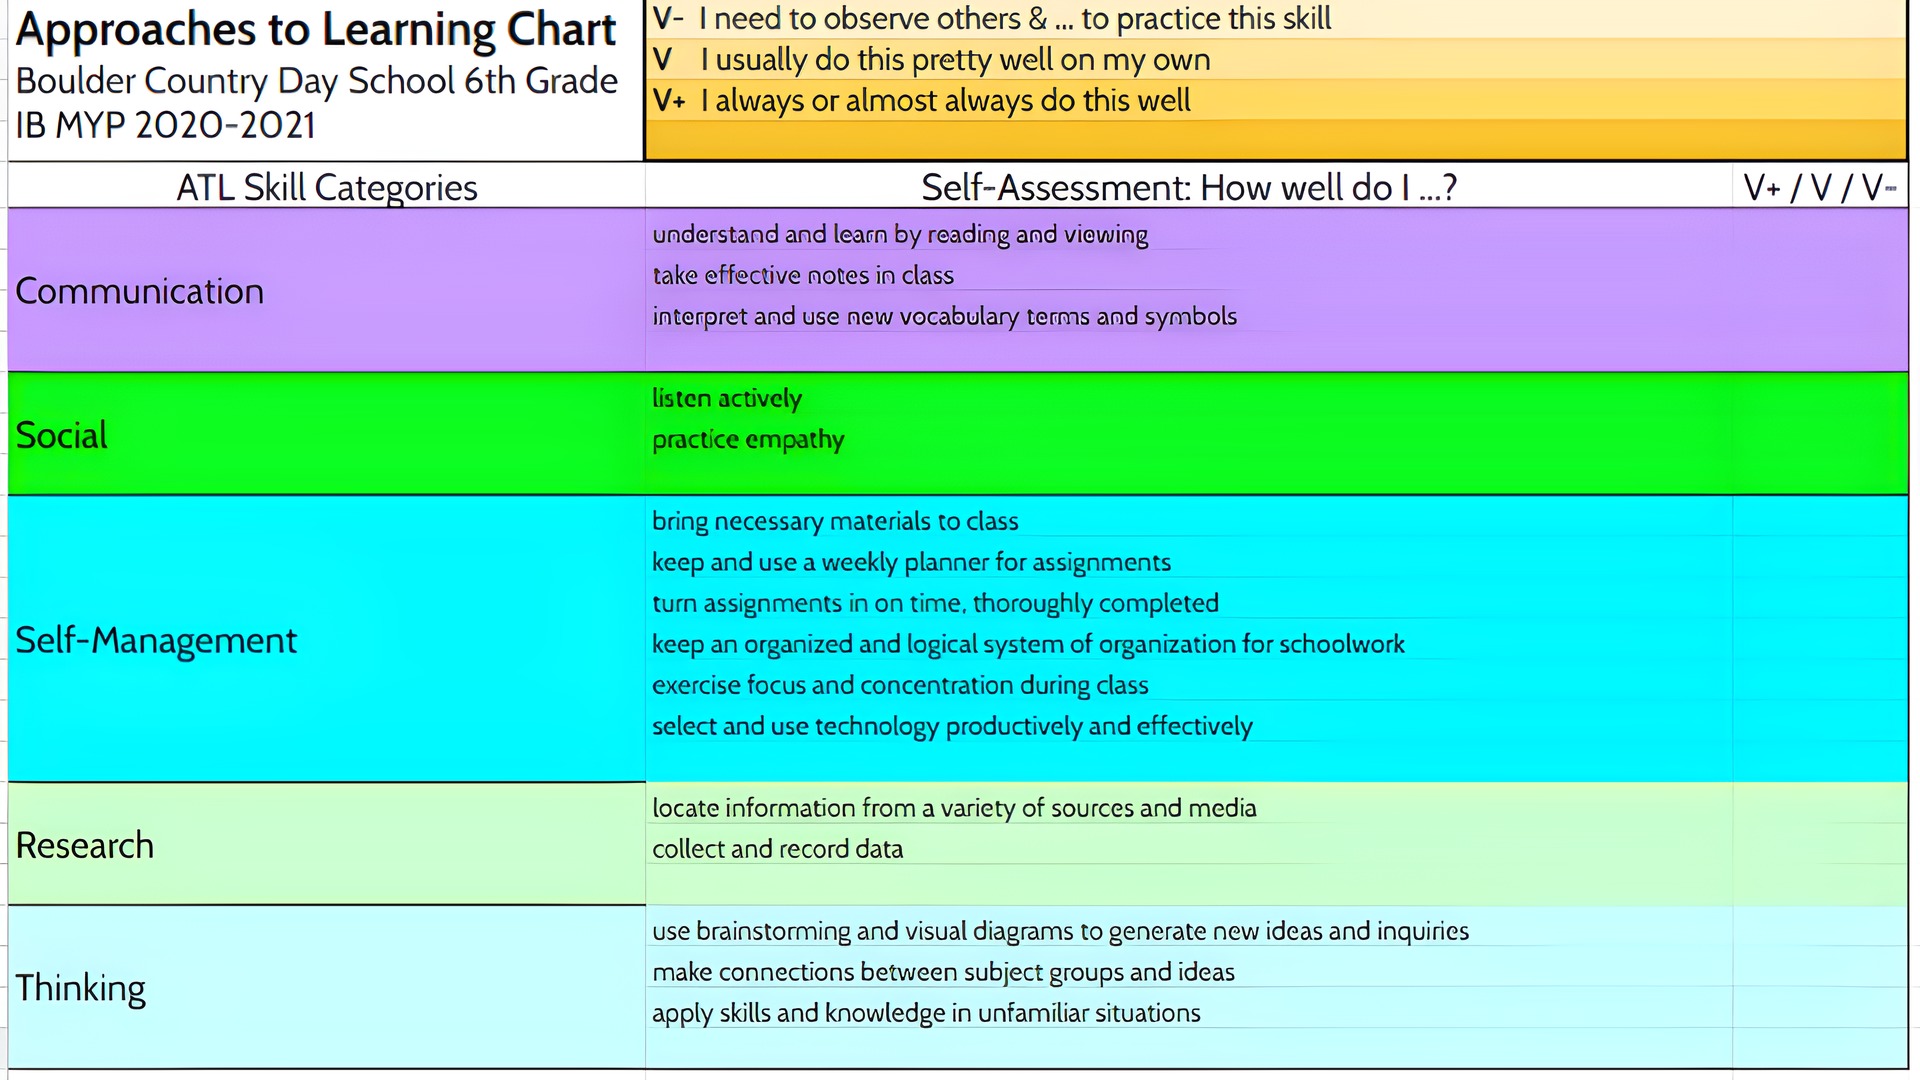 Approaches to Learning Chart
Boulder Country Day School 6th Grade
IB MYP 2020-2021
V- I need to observe others & ... to practice this skill
V I usually do this pretty well on my own
V+ I always or almost always do this well
ATL Skill Categories
Self-Assessment: How well do I ...?
V+ / V / V-
Communication
understand and learn by reading and viewing
take effective notes in class
interpret and use new vocabulary terms and symbols
Social
listen actively
practice empathy
Self-Management
bring necessary materials to class
keep and use a weekly planner for assignments
turn assignments in on time, thoroughly completed
keep an organized and logical system of organization for schoolwork
exercise focus and concentration during class
select and use technology productively and effectively
Research
locate information from a variety of sources and media
collect and record data
Thinking
use brainstorming and visual diagrams to generate new ideas and inquiries
make connections between subject groups and ideas
apply skills and knowledge in unfamiliar situations